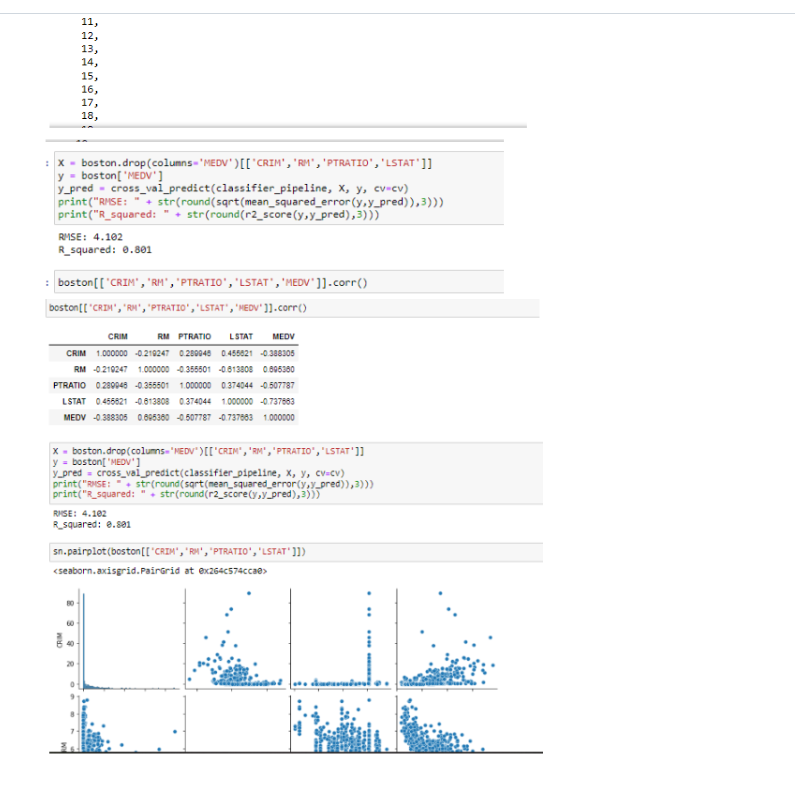 11,
12,
13,
14,
15,
16,
17,
18,
: X = boston.drop(columns='MEDV')[['CRIM','RM','PTRATIO','LSTAT']]
y = boston['MEDV']
y_pred = cross_val_predict(classifier_pipeline, X, y, cv=cv)
print("RMSE: " + str(round(sqrt(mean_squared_error(y,y_pred)),3)))
print("R_squared: " + str(round(r2_score(y,y_pred),3)))
RMSE: 4.102
R_squared: 0.801
: boston[['CRIM','RM','PTRATIO','LSTAT','MEDV']].corr()
boston[['CRIM','RM','PTRATIO','LSTAT','MEDV']].corr()
CRIM RM PTRATIO LSTAT MEDV
CRIM 1.000000 -0.219247 0.289946 0.455621 -0.388305
RM -0.219247 1.000000 -0.355501 -0.613808 0.695360
PTRATIO 0.289946 -0.355501 1.000000 0.374044 -0.507787
LSTAT 0.455621 -0.613808 0.374044 1.000000 -0.737663
MEDV -0.388305 0.695360 -0.507787 -0.737663 1.000000
X = boston.drop(columns='MEDV')[['CRIM','RM','PTRATIO','LSTAT']]
y = boston['MEDV']
y_pred = cross_val_predict(classifier_pipeline, X, y, cv=cv)
print("RMSE: " + str(round(sqrt(mean_squared_error(y,y_pred)),3)))
print("R_squared: " + str(round(r2_score(y,y_pred),3)))
RMSE: 4.102
R_squared: 0.801
sn.pairplot(boston[['CRIM','RM','PTRATIO','LSTAT']])
<seaborn.axisgrid.PairGrid at 0x264c574cca0>
80
60
CRIM
40
20
0
9
8
7
RM